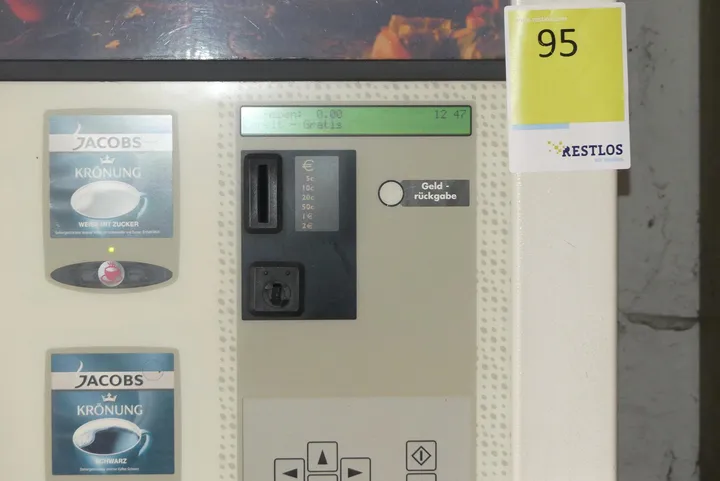 95
RESTLOS
0.00 12 47
- Gratis
€
5c
10c
20c
50c
1€
2€
Geld -
rückgabe
JACOBS
KRÖNUNG
WEISS MIT ZUCKER
JACOBS
KRÖNUNG
SCHWARZ